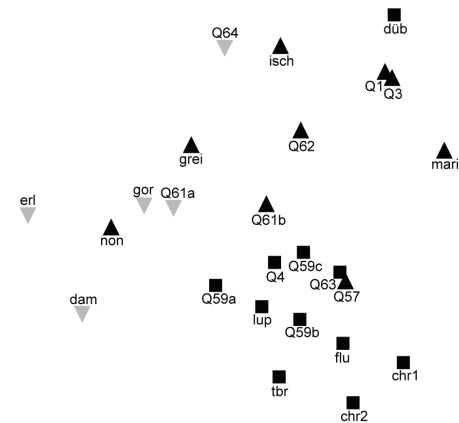 düb
Q64
isch
Q1
Q3
Q62
mari
grei
gor
Q61a
erl
Q61b
non
Q59c
Q4
Q63
Q57
Q59a
dam
lup
Q59b
flu
chr1
tbr
chr2